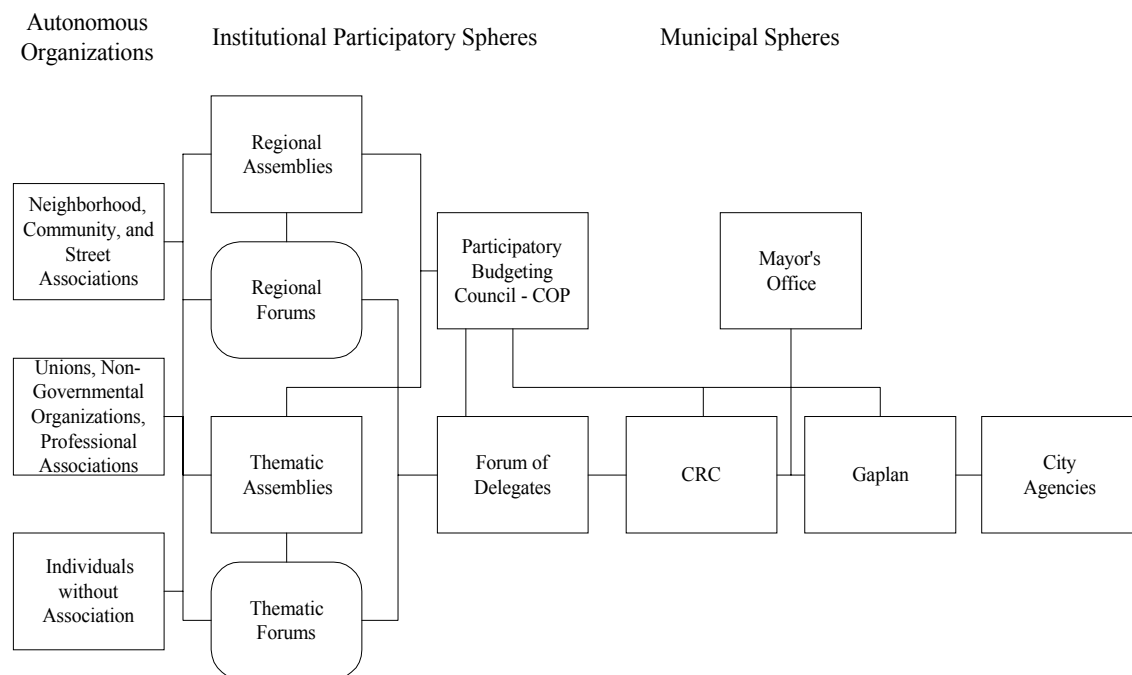 Autonomous
Organizations
Institutional Participatory Spheres
Municipal Spheres
Regional
Assemblies
Neighborhood,
Community, and
Street
Associations
Regional
Forums
Participatory
Budgeting
Council - COP
Mayor's
Office
Unions, Non-
Governmental
Organizations,
Professional
Associations
Thematic
Assemblies
Forum of
Delegates
CRC
Gaplan
City
Agencies
Individuals
without
Association
Thematic
Forums